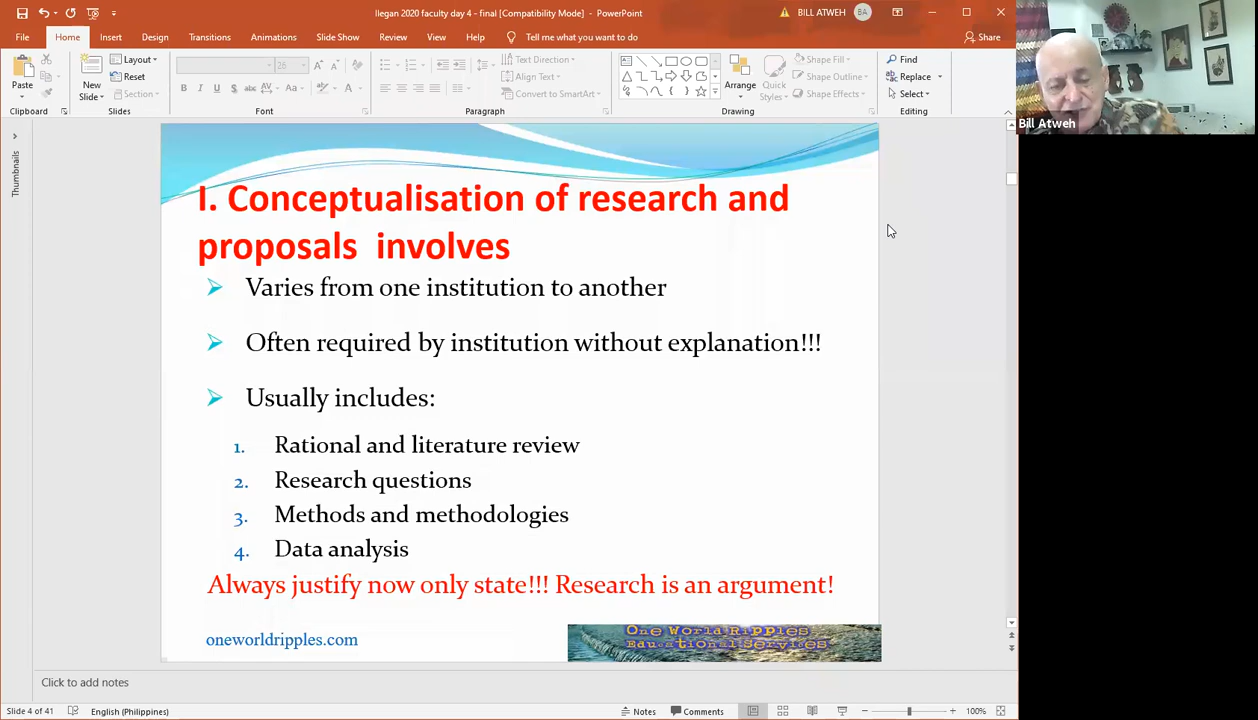 Ilegan 2020 faculty day 4 - final [Compatibility Mode] - PowerPoint
BILL ATWEH
BA
File Home Insert Design Transitions Animations Slide Show Review View Help Tell me what you want to do Share
Paste
Clipboard
New Slide
Layout
Reset
Section
Slides
26
B I U S abc AV Aa A
Font
Paragraph
Text Direction
Align Text
Convert to SmartArt
Arrange
Quick Styles
Shape Fill
Shape Outline
Shape Effects
Drawing
Find
Replace
Select
Editing
Bill Atweh
Thumbnails
I. Conceptualisation of research and
proposals involves
Varies from one institution to another
Often required by institution without explanation!!!
Usually includes:
1. Rational and literature review
2. Research questions
3. Methods and methodologies
4. Data analysis
Always justify now only state!!! Research is an argument!
oneworldripples.com
One World Ripples
Educational Services
Click to add notes
Slide 4 of 41 English (Philippines) Notes Comments 100%